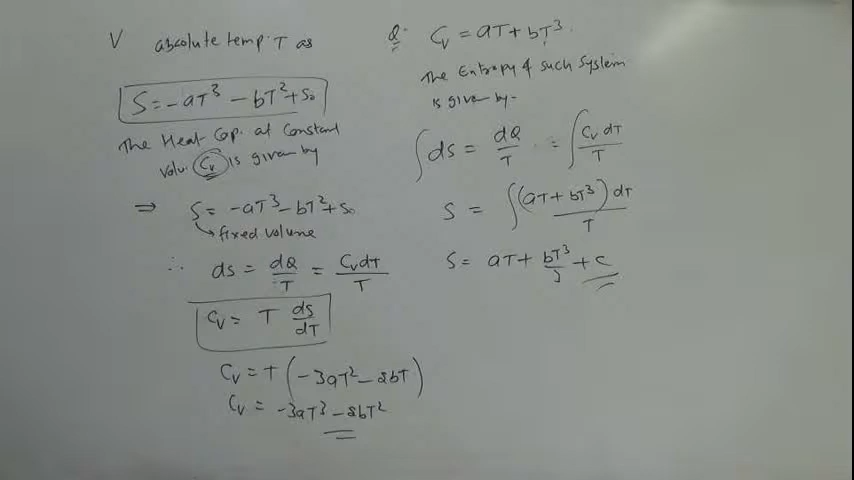 V absolute temp. T as
S = -aT³ - bT² + S₀
The Heat Cap. at Constant
volu. Cᵥ is given by
⇒ S = -aT³ - bT² + S₀
↳ fixed volume
∴ ds = dQ/T = CᵥdT/T
Cᵥ = T ds/dT
Cᵥ = T (-3aT² - 2bT)
Cᵥ = -3aT³ - 2bT²
Q: Cᵥ = aT + bT³.
The Entropy of such System
is given by -
∫ds = dQ/T = ∫CᵥdT/T
S = ∫(aT + bT³) dT/T
S = aT + bT³/3 + C